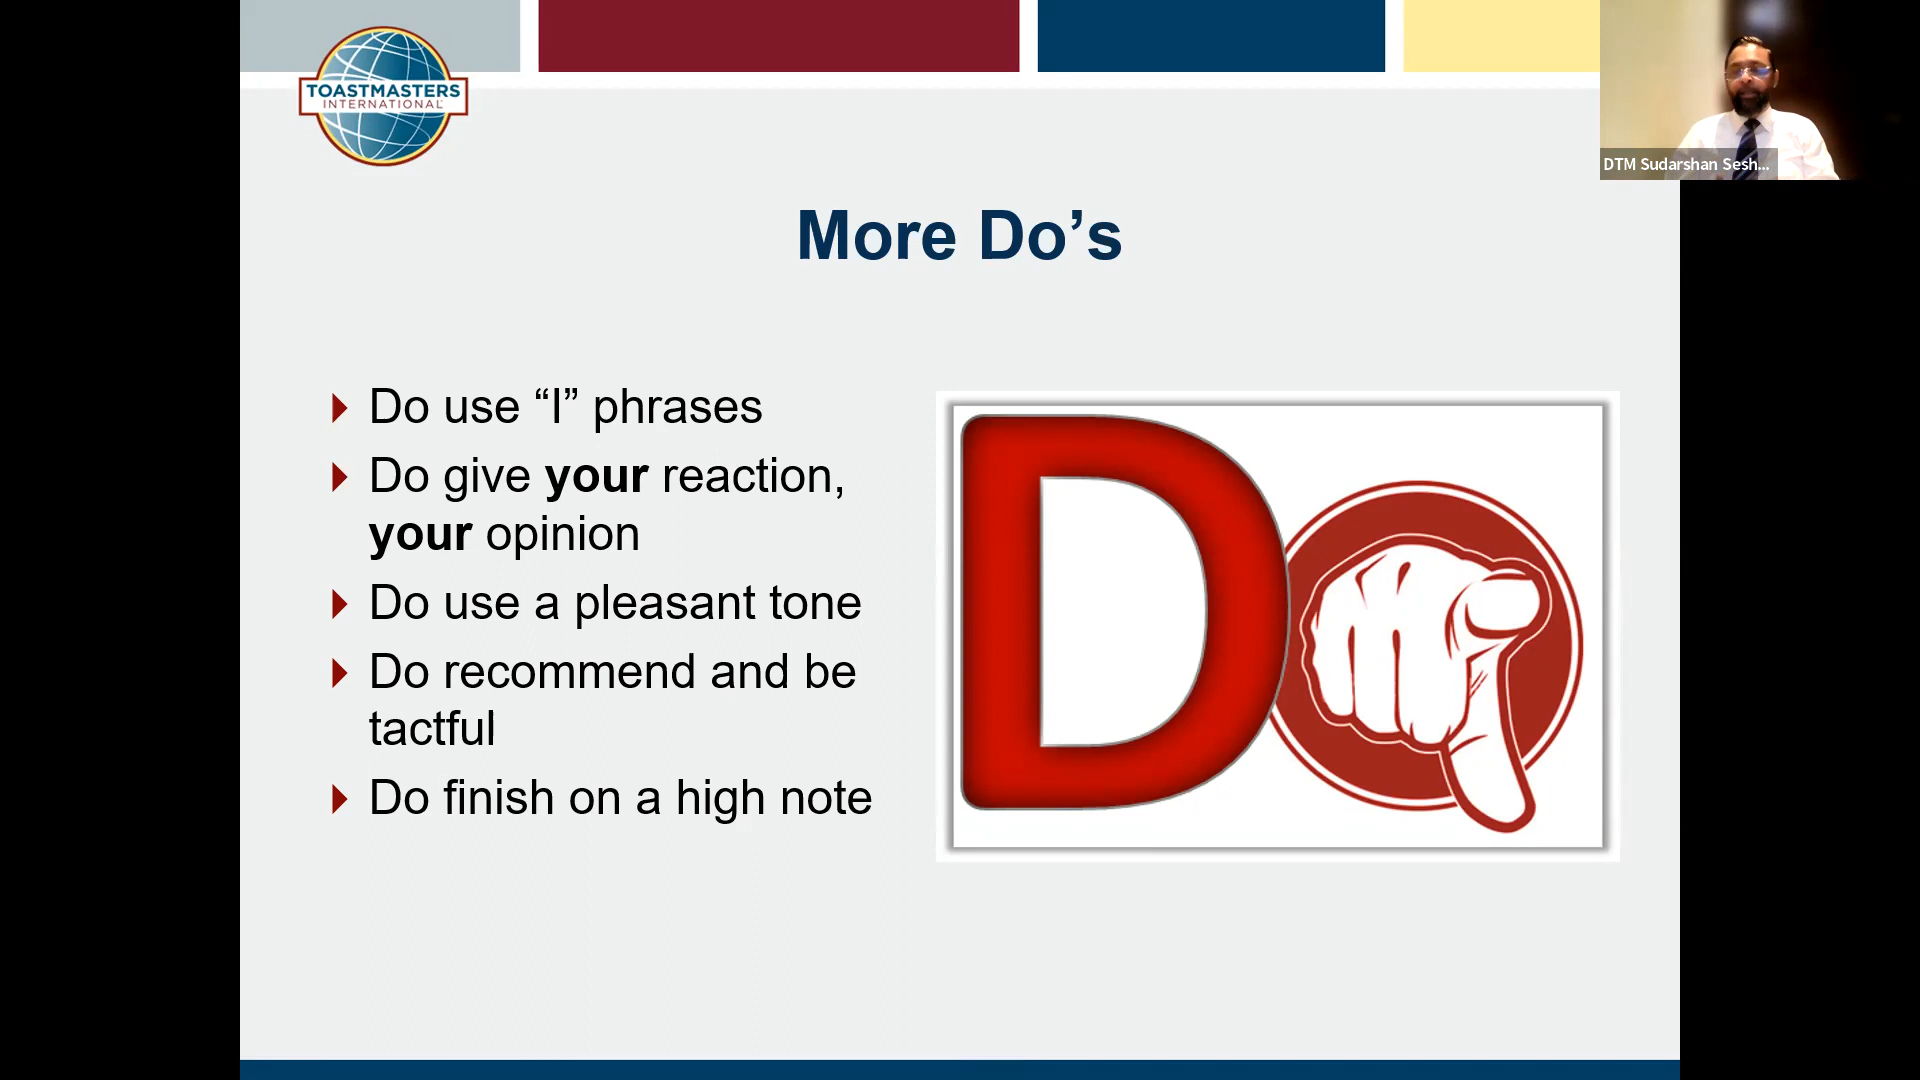 TOASTMASTERS
INTERNATIONAL
DTM Sudarshan Sesh...
More Do’s
Do use “I” phrases
Do give your reaction,
your opinion
Do use a pleasant tone
Do recommend and be
tactful
Do finish on a high note
Do